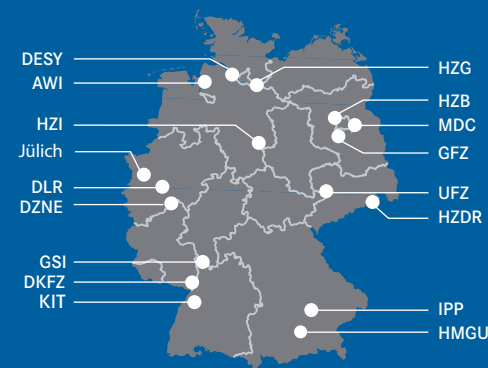 DESY
AWI
HZI
Jülich
DLR
DZNE
GSI
DKFZ
KIT
HZG
HZB
MDC
GFZ
UFZ
HZDR
IPP
HMGU